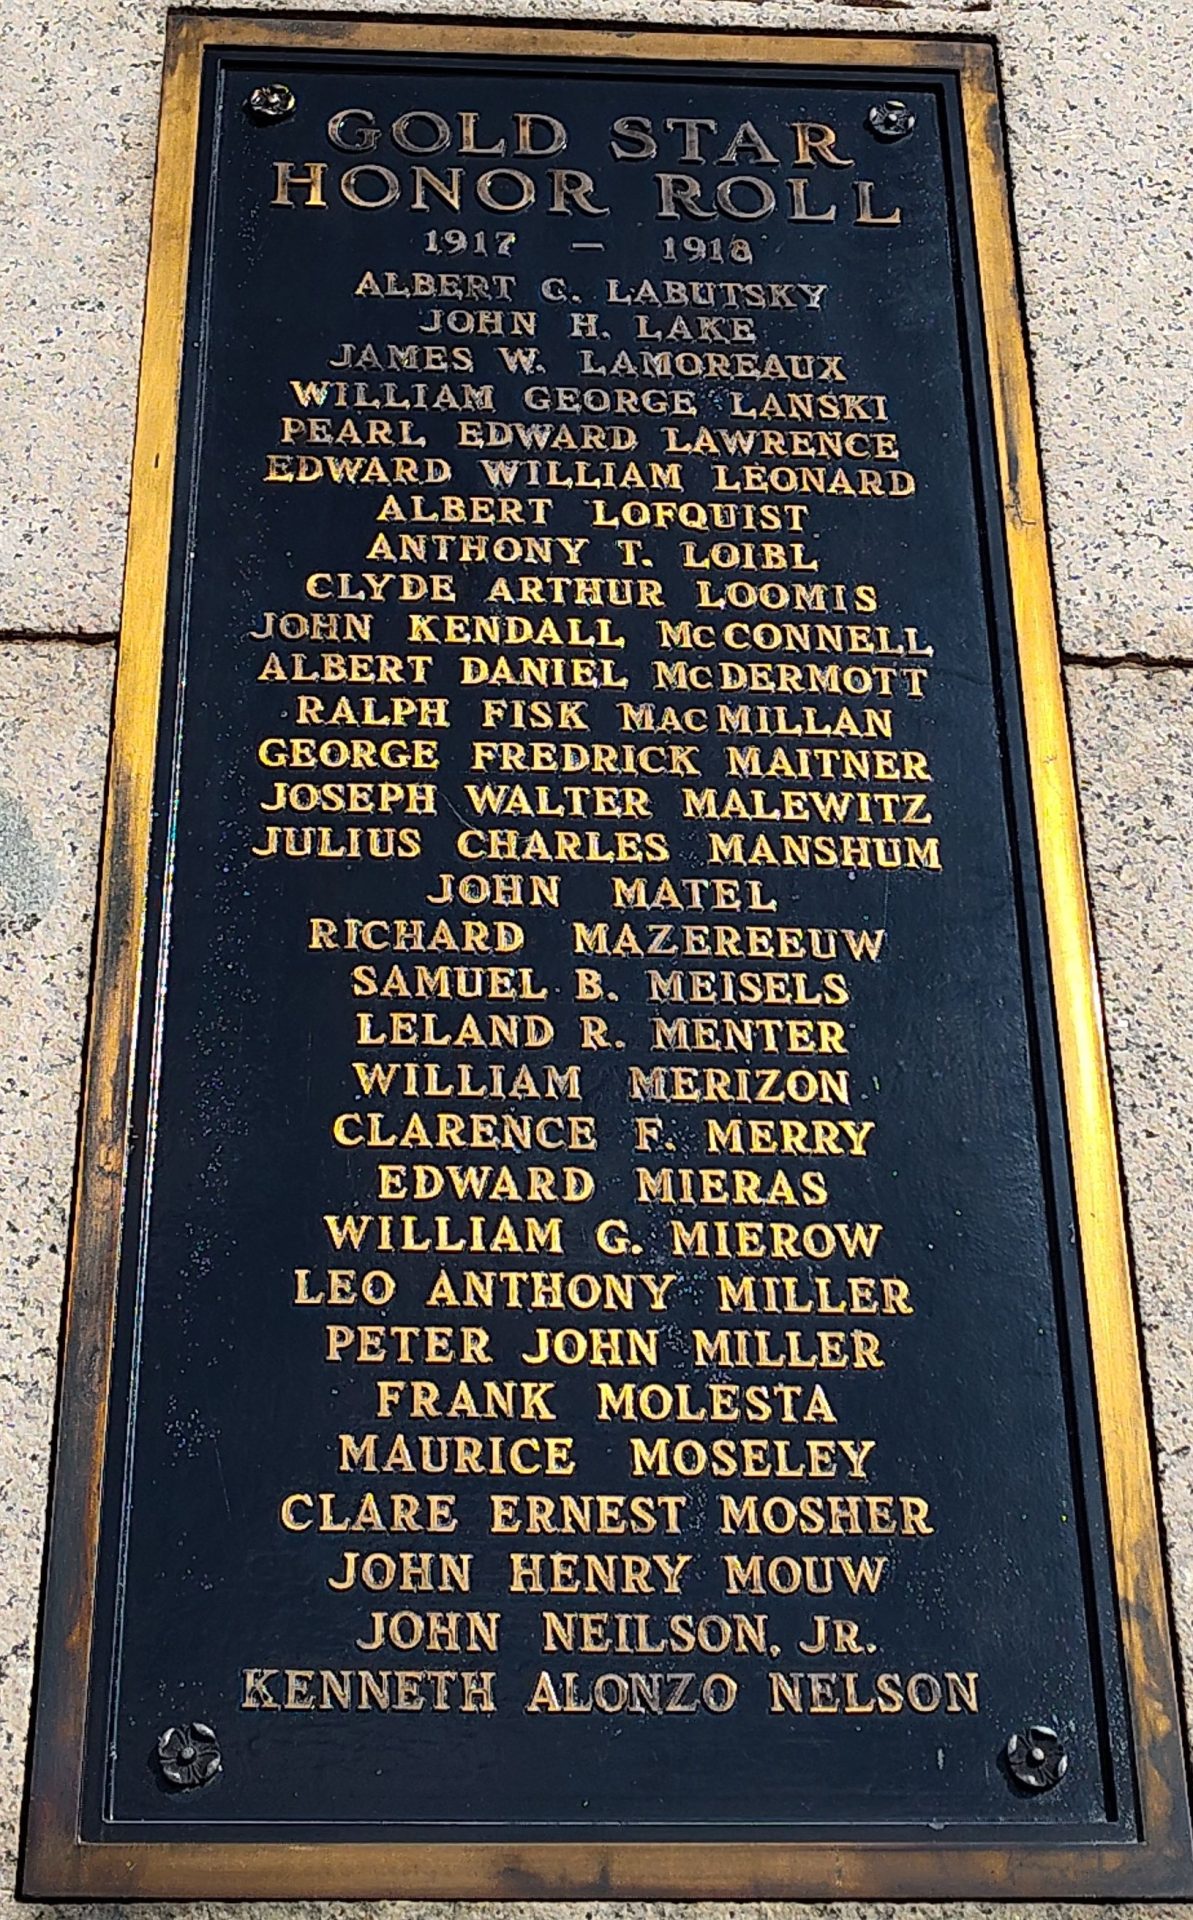 GOLD STAR
HONOR ROLL
1917 – 1918
ALBERT C. LABUTSKY
JOHN H. LAKE
JAMES W. LAMOREAUX
WILLIAM GEORGE LANSKI
PEARL EDWARD LAWRENCE
EDWARD WILLIAM LEONARD
ALBERT LOFQUIST
ANTHONY T. LOIBL
CLYDE ARTHUR LOOMIS
JOHN KENDALL McCONNELL
ALBERT DANIEL McDERMOTT
RALPH FISK MacMILLAN
GEORGE FREDRICK MAITNER
JOSEPH WALTER MALEWITZ
JULIUS CHARLES MANSHUM
JOHN MATEL
RICHARD MAZEREEUW
SAMUEL B. MEISELS
LELAND R. MENTER
WILLIAM MERIZON
CLARENCE F. MERRY
EDWARD MIERAS
WILLIAM G. MIEROW
LEO ANTHONY MILLER
PETER JOHN MILLER
FRANK MOLESTA
MAURICE MOSELEY
CLARE ERNEST MOSHER
JOHN HENRY MOUW
JOHN NEILSON, JR.
KENNETH ALONZO NELSON